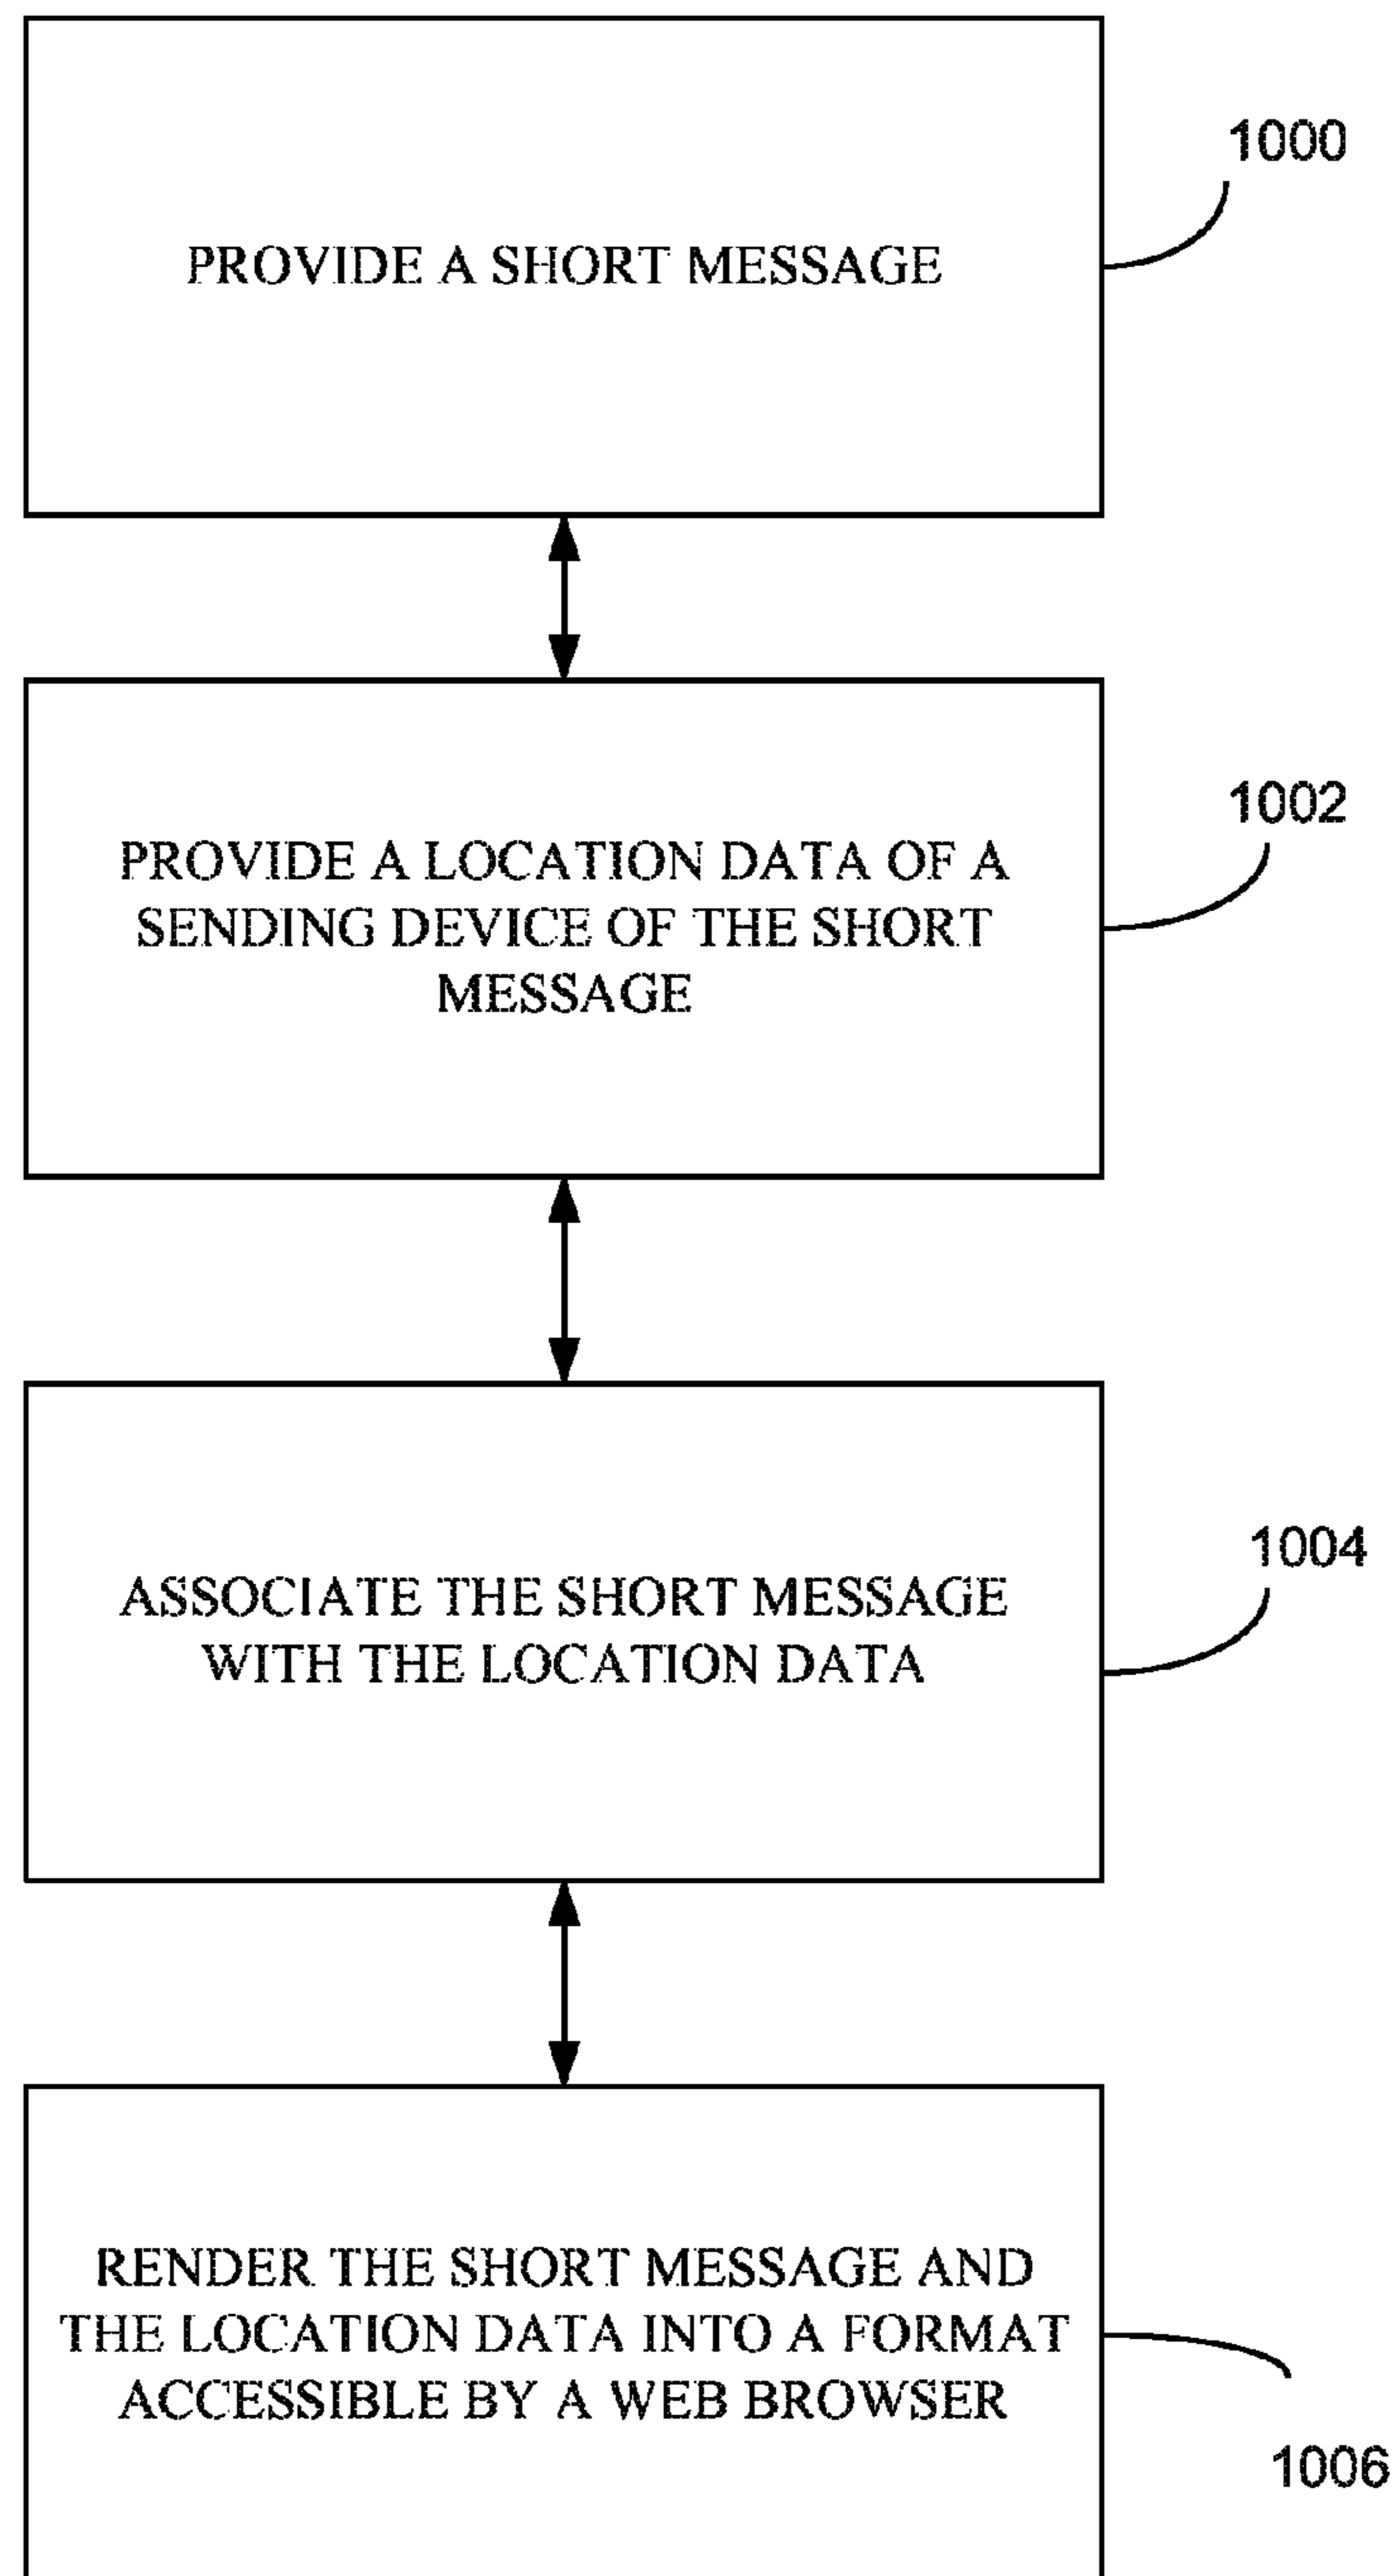 PROVIDE A SHORT MESSAGE
1000
PROVIDE A LOCATION DATA OF A
SENDING DEVICE OF THE SHORT
MESSAGE
1002
ASSOCIATE THE SHORT MESSAGE
WITH THE LOCATION DATA
1004
RENDER THE SHORT MESSAGE AND
THE LOCATION DATA INTO A FORMAT
ACCESSIBLE BY A WEB BROWSER
1006